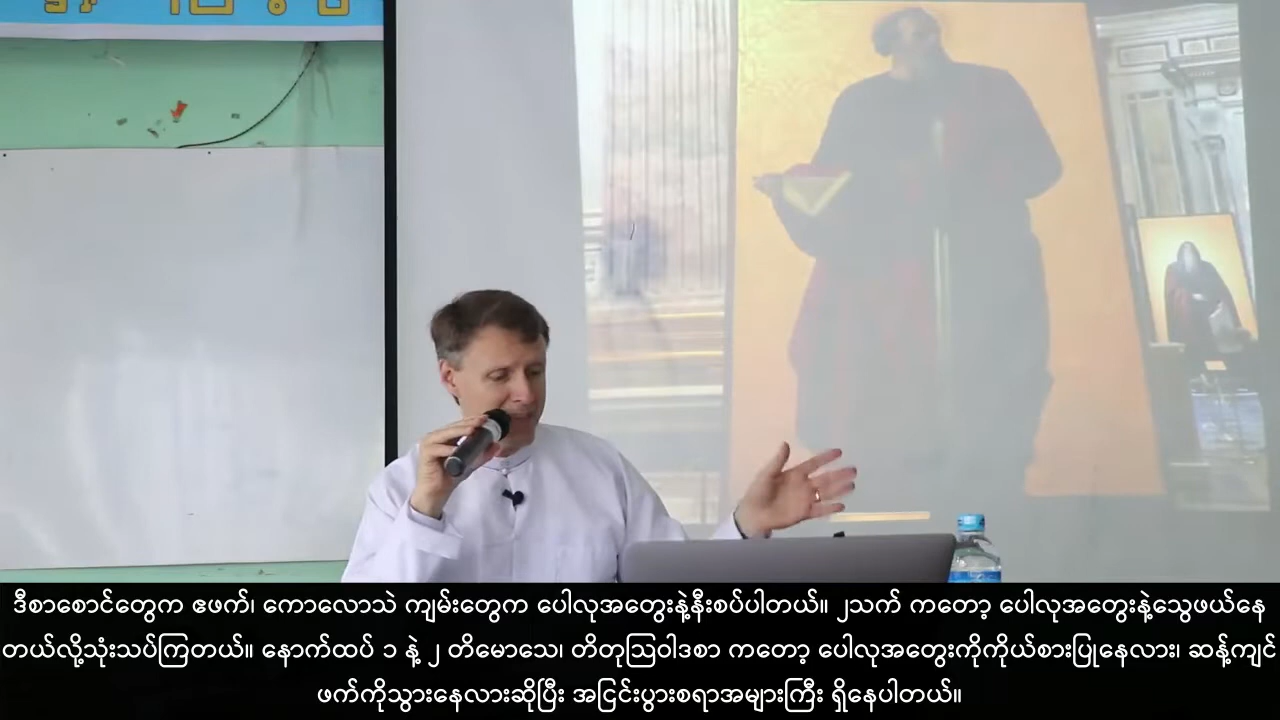 ဒီစာစောင်တွေက ဧဖက်၊ ကောလောသဲ ကျမ်းတွေက ပေါလုအတွေးနဲ့နီးစပ်ပါတယ်။ ၂သက် ကတော့ ပေါလုအတွေးနဲ့သွေဖယ်နေ
တယ်လို့သုံးသပ်ကြတယ်။ နောက်ထပ် ၁ နဲ့ ၂ တိမောသေ၊ တိတုသြဝါဒစာ ကတော့ ပေါလုအတွေးကိုကိုယ်စားပြုနေလား၊ ဆန့်ကျင်
ဖက်ကိုသွားနေလားဆိုပြီး အငြင်းပွားစရာအများကြီး ရှိနေပါတယ်။